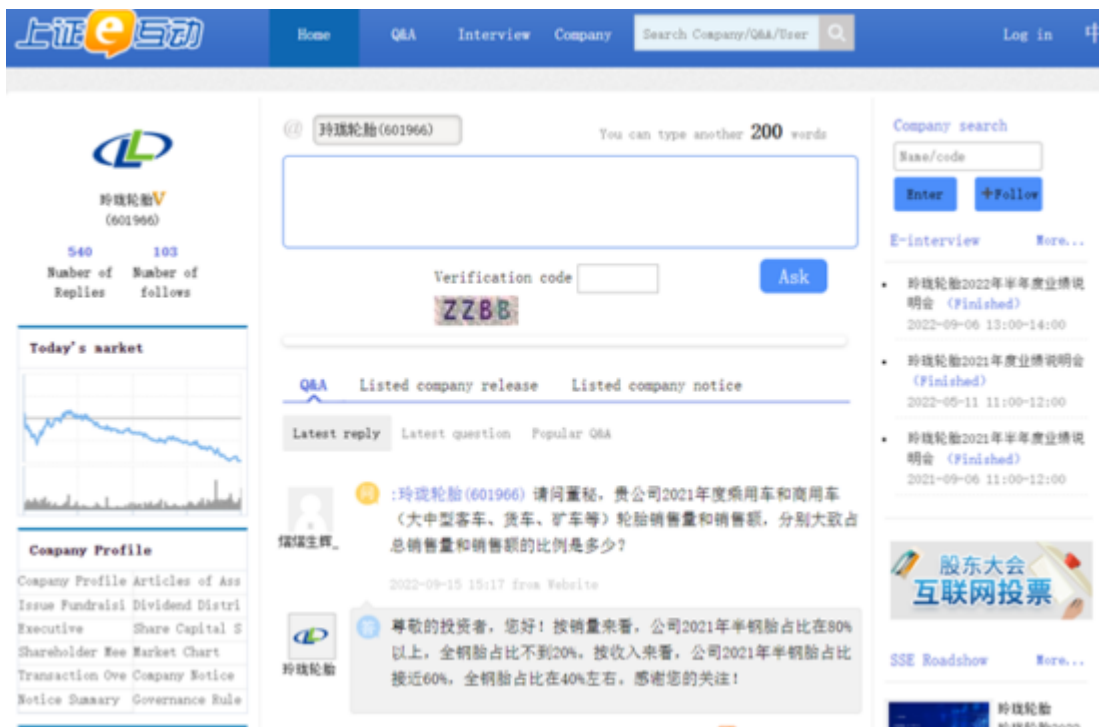 上证e互动
Home Q&A Interview Company Search Company/Q&A/User Log in 中
玲珑轮胎V
(601966)
540 103
Number of Number of
Replies follows
Today's market
Company Profile
Company Profile Articles of Ass
Issue Fundraisi Dividend Distri
Executive Share Capital S
Shareholder Mee Market Chart
Transaction Ove Company Notice
Notice Summary Governance Rule
@ 玲珑轮胎(601966) You can type another 200 words
Verification code Ask
ZZBB
Q&A Listed company release Listed company notice
Latest reply Latest question Popular Q&A
熠熠生辉_
问 :玲珑轮胎(601966) 请问董秘，贵公司2021年度乘用车和商用车
（大中型客车、货车、矿车等）轮胎销售量和销售额，分别大致占
总销售量和销售额的比例是多少？
2022-09-15 15:17 from Website
玲珑轮胎
答 尊敬的投资者，您好！按销量来看，公司2021年半钢胎占比在80%
以上，全钢胎占比不到20%，按收入来看，公司2021年半钢胎占比
接近60%，全钢胎占比在40%左右，感谢您的关注！
Company search
Name/code
Enter +Follow
E-interview More...
玲珑轮胎2022年半年度业绩说
明会 (Finished)
2022-09-06 13:00-14:00
玲珑轮胎2021年度业绩说明会
(Finished)
2022-05-11 11:00-12:00
玲珑轮胎2021年半年度业绩说
明会 (Finished)
2021-09-06 11:00-12:00
股东大会
互联网投票
SSE Roadshow More...
玲珑轮胎